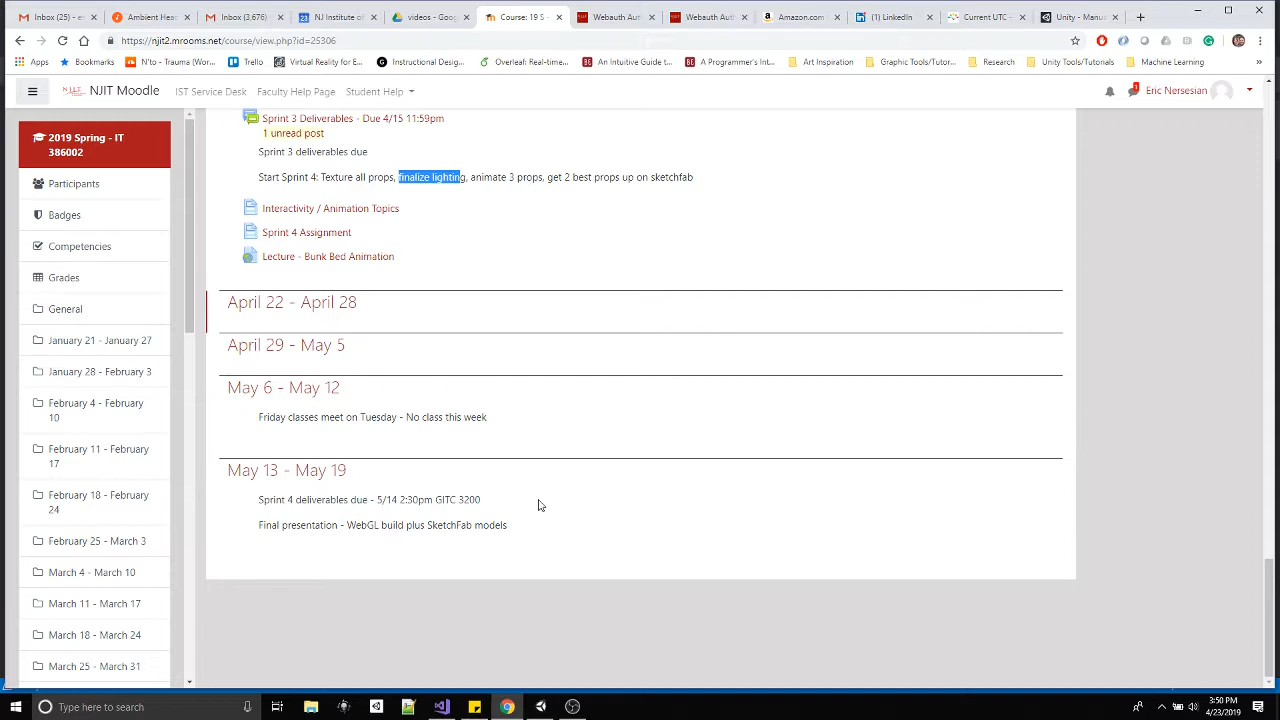 Inbox (25) - es
Ambient Heat
Inbox (3,676)
NJ Institute of
videos - Goog
Course: 19 S -
Webauth Aut
Webauth Auth
Amazon.com
(1) LinkedIn
Current UTC
Unity - Manu
https://njit2.mrooms.net/course/view.php?id=25306
Apps
Bookmarks
N'to - Trauma (Wor...
Trello
Virtual Reality for E...
Instructional Desig...
Overleaf: Real-time...
An Intuitive Guide t...
A Programmer's Int...
Art Inspiration
Graphic Tools/Tutor...
Research
Unity Tools/Tutorials
Machine Learning
NJIT Moodle
IST Service Desk
Faculty Help Page
Student Help
Eric Nersesian
2019 Spring - IT
386002
Participants
Badges
Competencies
Grades
General
January 21 - January 27
January 28 - February 3
February 4 - February
10
February 11 - February
17
February 18 - February
24
February 25 - March 3
March 4 - March 10
March 11 - March 17
March 18 - March 24
March 25 - March 31
Sprint 3 Deliverables - Due 4/15 11:59pm
1 unread post
Sprint 3 deliverables due
Start Sprint 4: Texture all props, finalize lighting, animate 3 props, get 2 best props up on sketchfab
Interactivity / Animation Topics
Sprint 4 Assignment
Lecture - Bunk Bed Animation
April 22 - April 28
April 29 - May 5
May 6 - May 12
Friday classes meet on Tuesday - No class this week
May 13 - May 19
Sprint 4 deliverables due - 5/14 2:30pm GITC 3200
Final presentation - WebGL build plus SketchFab models
Type here to search
3:50 PM
4/23/2019